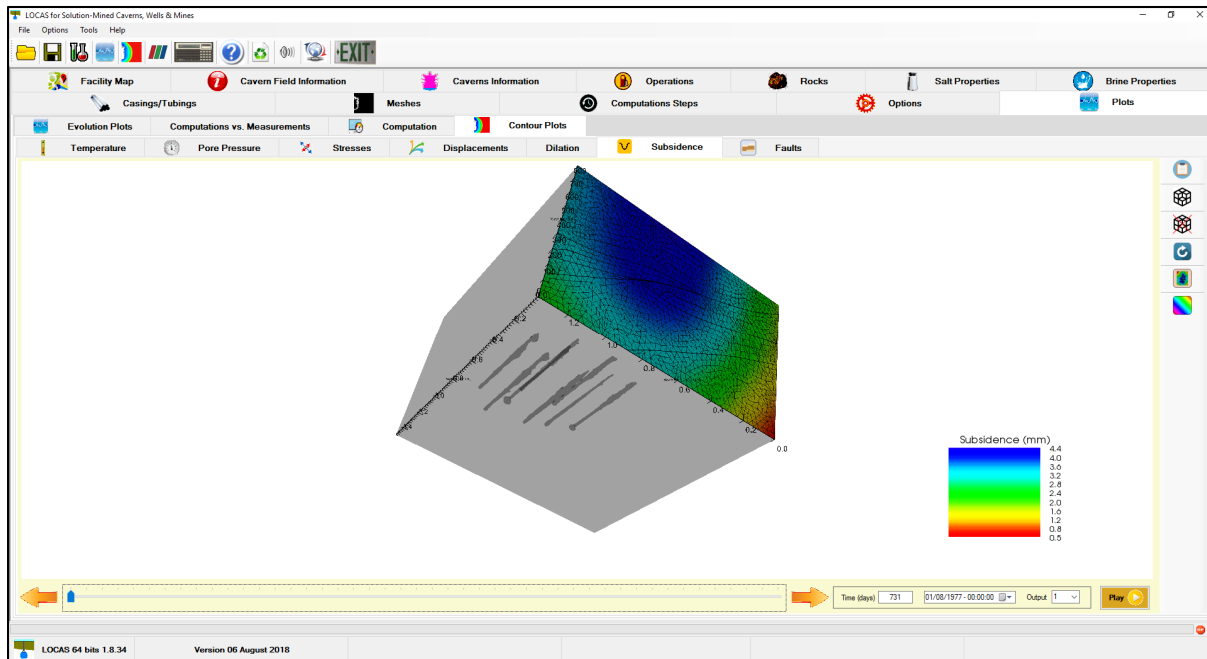 LOCAS for Solution-Mined Caverns, Wells & Mines
File Options Tools Help
EXIT
Facility Map Cavern Field Information Caverns Information Operations Rocks Salt Properties Brine Properties
Casings/Tubings Meshes Computations Steps Options Plots
Evolution Plots Computations vs. Measurements Computation Contour Plots
Temperature Pore Pressure Stresses Displacements Dilation Subsidence Faults
1.2
1.0
0.8
0.6
0.4
0.2
0.0
Subsidence (mm)
4.4
4.0
3.6
3.2
2.8
2.4
2.0
1.6
1.2
0.8
0.5
Time (days) 731 01/08/1977 - 00:00:00 Output 1 Play
LOCAS 64 bits 1.8.34 Version 06 August 2018